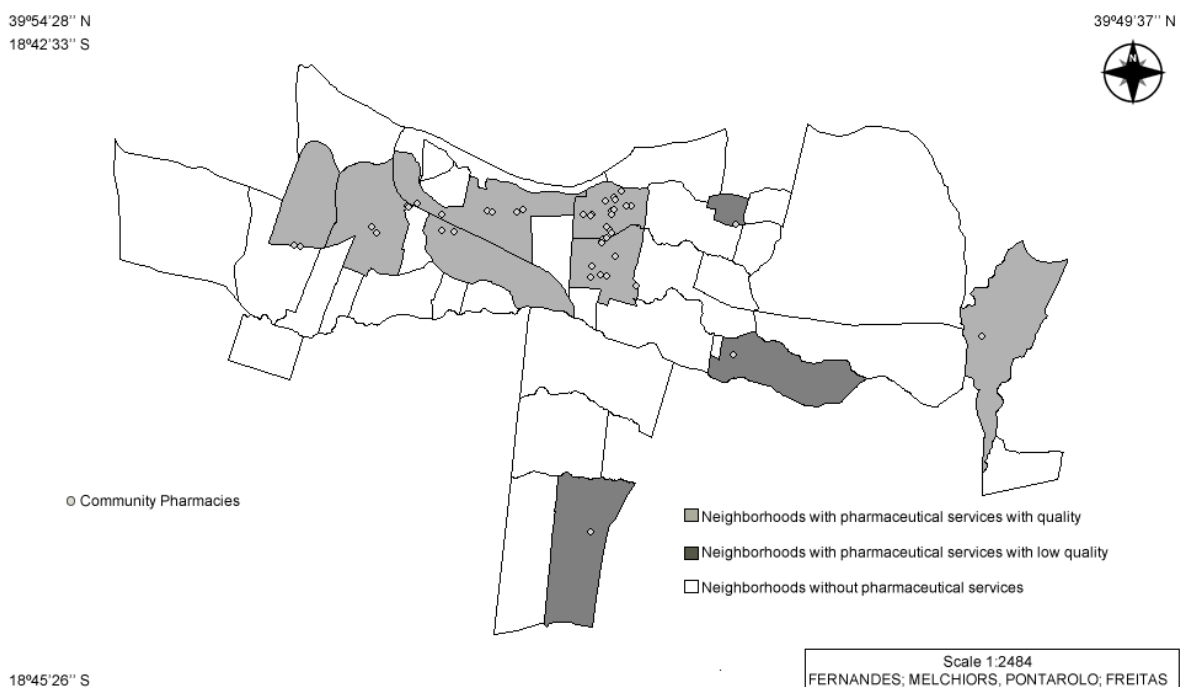 39º54'28'' N
18º42'33'' S
39º49'37'' N
N
Community Pharmacies
Neighborhoods with pharmaceutical services with quality
Neighborhoods with pharmaceutical services with low quality
Neighborhoods without pharmaceutical services
18º45'26'' S
Scale 1:2484
FERNANDES; MELCHIORS, PONTAROLO; FREITAS